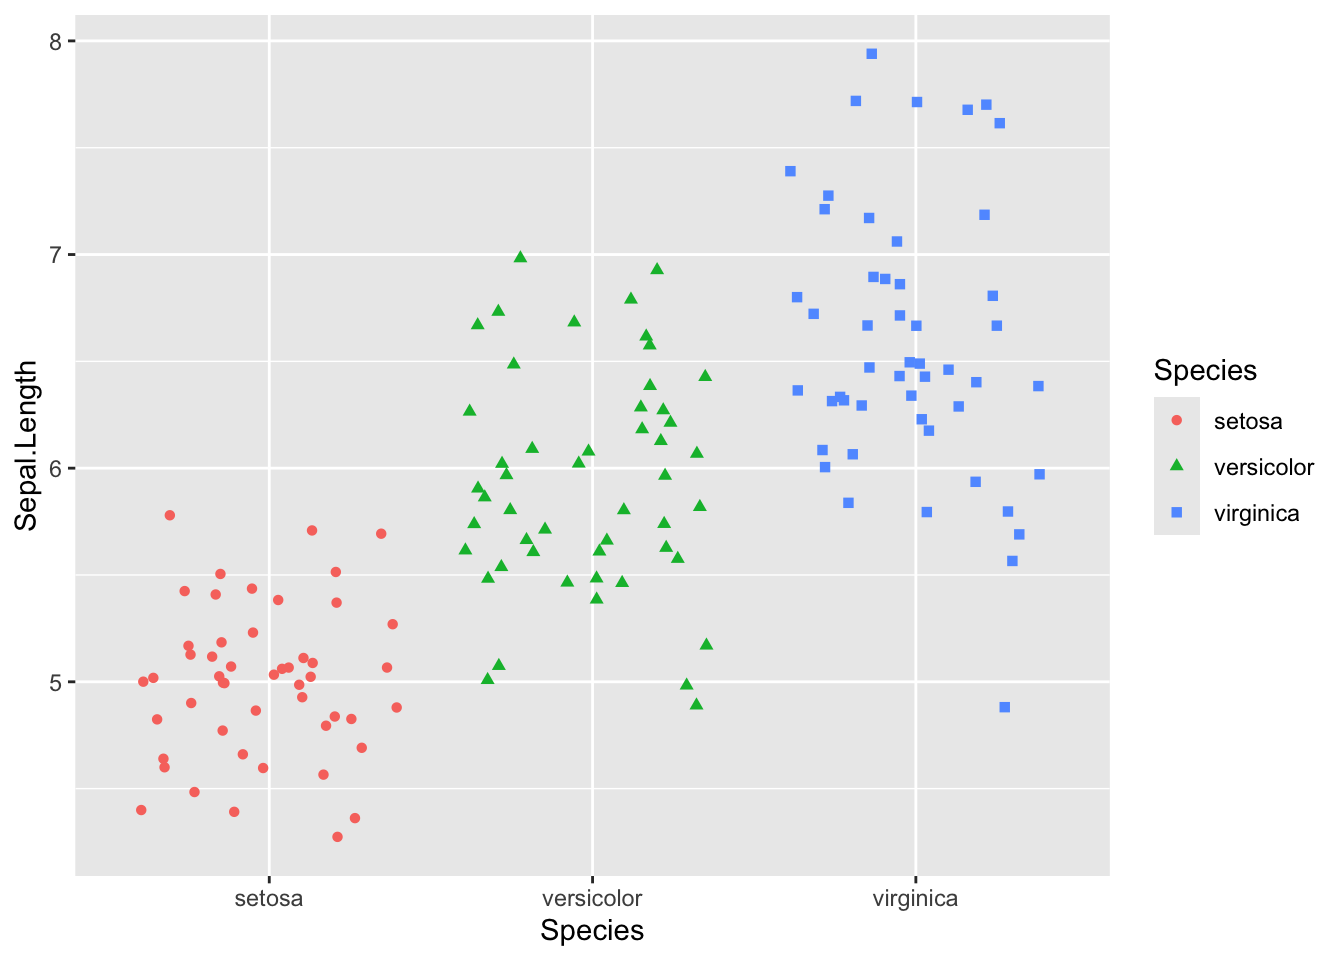 8
7
6
5
Sepal.Length
setosa
versicolor
virginica
Species
Species
setosa
versicolor
virginica